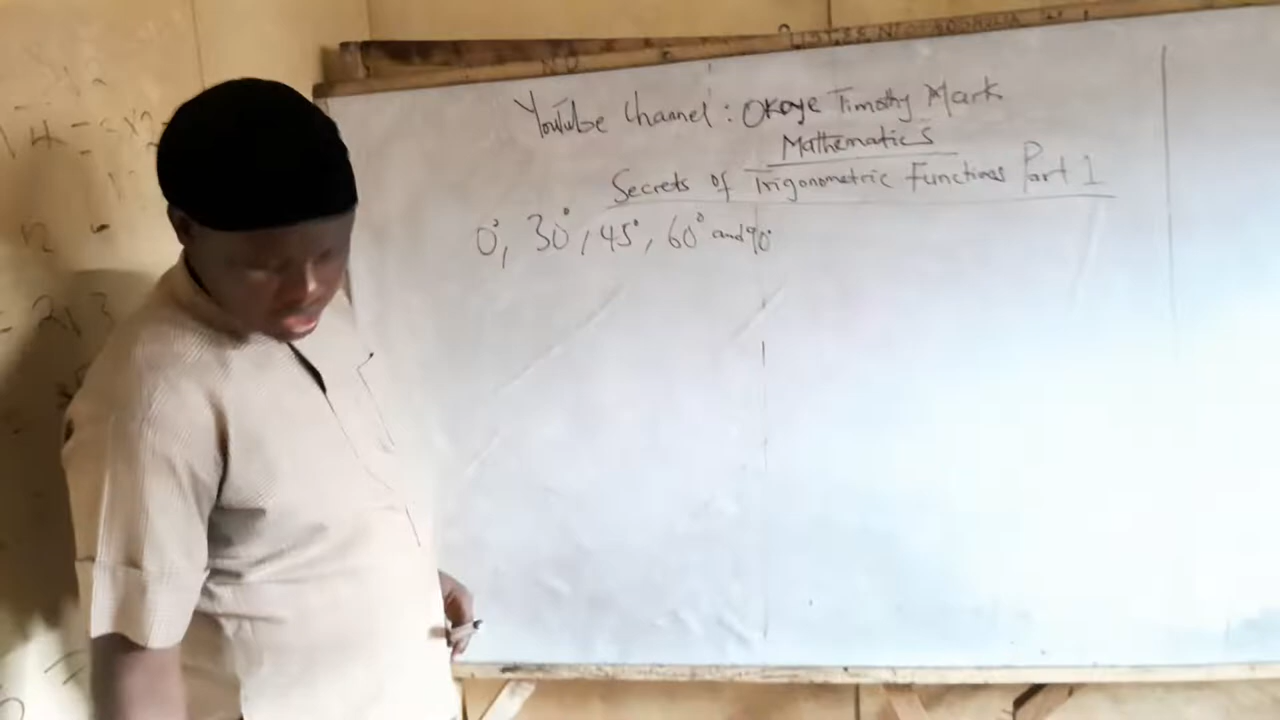 YouTube Channel: Okoye Timothy Mark
Mathematics
Secrets of Trigonometric Functions Part 1
0°, 30°, 45°, 60° and 90°